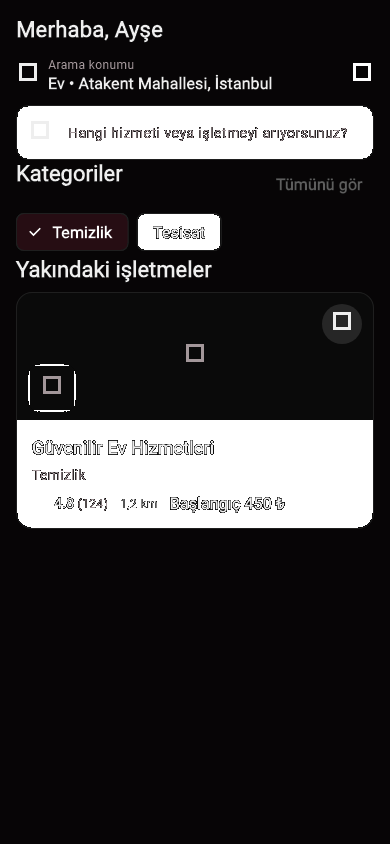 Merhaba, Ayşe
Arama konumu
Ev • Atakent Mahallesi, İstanbul
Hangi hizmeti veya işletmeyi arıyorsunuz?
Kategoriler
Tümünü gör
Temizlik
Tesisat
Yakındaki işletmeler
Güvenilir Ev Hizmetleri
Temizlik
4.8 (124) 1,2 km Başlangıç 450 ₺